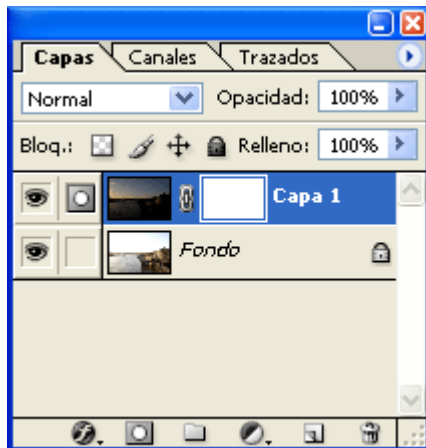 Capas Canales Trazados
Normal Opacidad: 100%
Bloq.: Relleno: 100%
Capa 1
Fondo